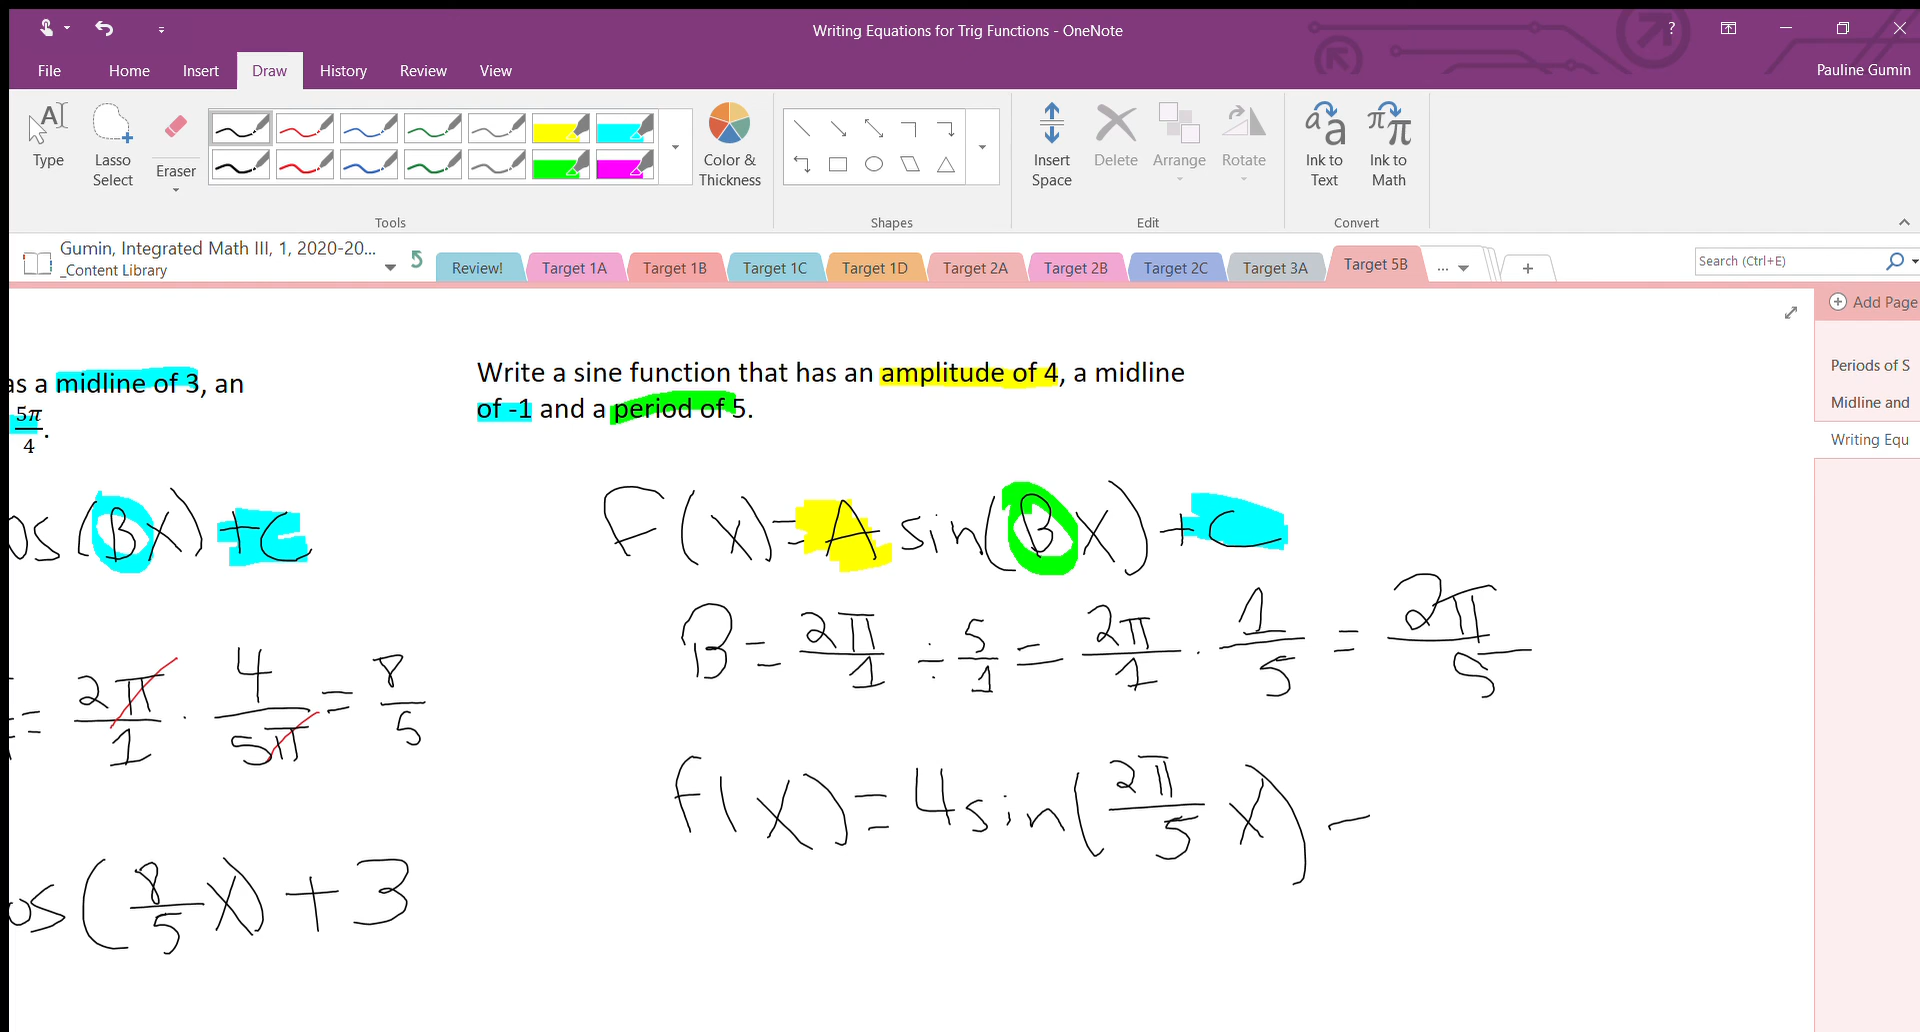 Writing Equations for Trig Functions - OneNote
?
File Home Insert Draw History Review View
Pauline Gumin
Type
Lasso Select
Eraser
Color & Thickness
Insert Space
Delete
Arrange
Rotate
Ink to Text
Ink to Math
Tools
Shapes
Edit
Convert
Gumin, Integrated Math III, 1, 2020-20...
_Content Library
Review! Target 1A Target 1B Target 1C Target 1D Target 2A Target 2B Target 2C Target 3A Target 5B ... +
Search (Ctrl+E)
Add Page
Periods of S
Midline and
Writing Equ
as a midline of 3, an
5π/4.
os(Bx)+C
= 2π/1 · 4/5π = 8/5
os(8/5 x)+3
Write a sine function that has an amplitude of 4, a midline
of -1 and a period of 5.
F(x)=A sin(Bx)+C
B = 2π/1 ÷ 5/1 = 2π/1 · 1/5 = 2π/5
f(x)=4sin(2π/5 x) –